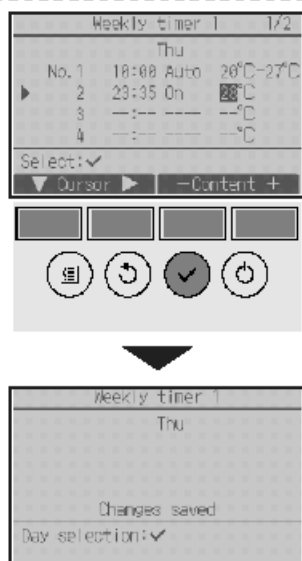 Weekly timer 1 1/2
Thu
No. 1 10:00 Auto 20°C-27°C
▶ 2 23:35 On 28°C
3 --:-- ---- --°C
4 --:-- ---- --°C
Select:✔
▼ Cursor ▶ −Content +
Weekly timer 1
Thu
Changes saved
Day selection:✔